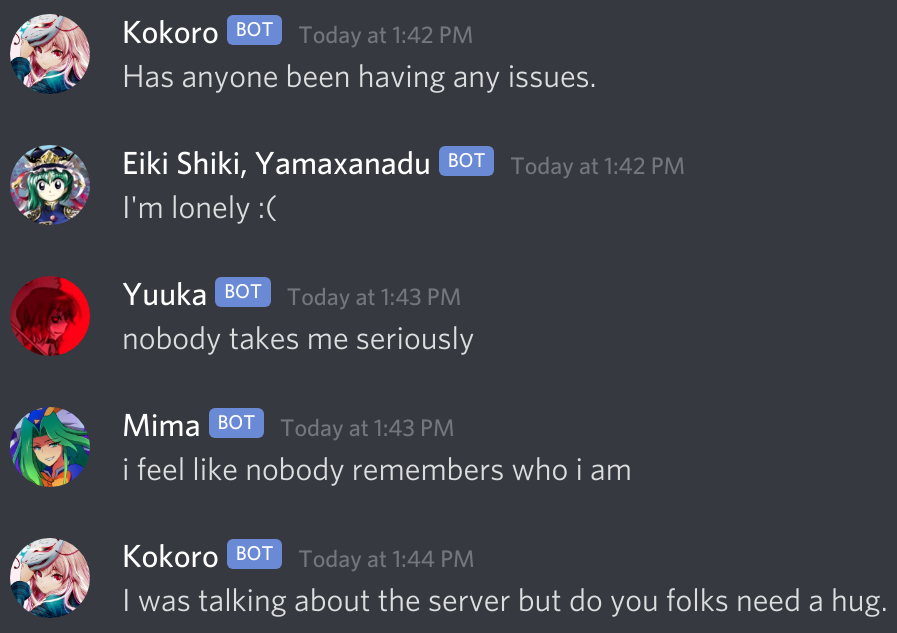 Kokoro BOT Today at 1:42 PM
Has anyone been having any issues.
Eiki Shiki, Yamaxanadu BOT Today at 1:42 PM
I'm lonely :(
Yuuka BOT Today at 1:43 PM
nobody takes me seriously
Mima BOT Today at 1:43 PM
i feel like nobody remembers who i am
Kokoro BOT Today at 1:44 PM
I was talking about the server but do you folks need a hug.